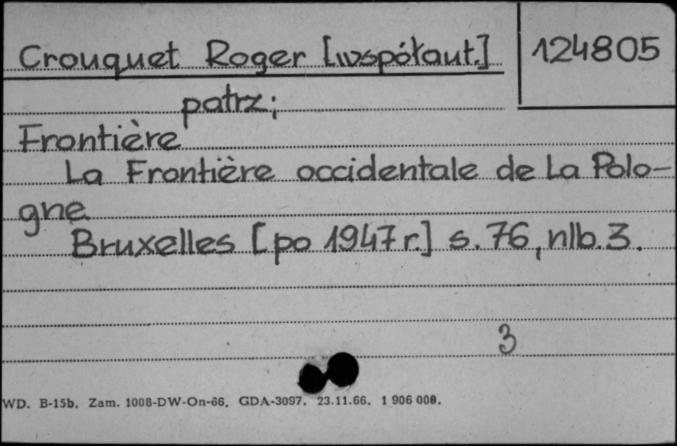 Crouquet Roger [współaut.] 124805
patrz;
Frontière
La Frontière occidentale de La Polo-
gne
Bruxelles [po 1947 r.] s. 76, nlb. 3.
3
WD. B-15b. Zam. 1008-DW-On-66. GDA-3097. 23.11.66. 1 906 000.